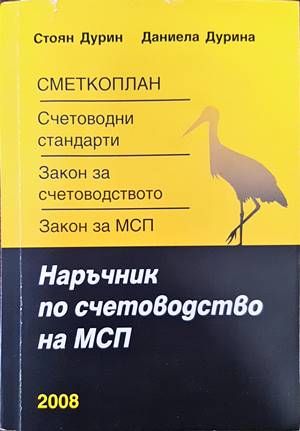 Стоян Дурин Даниела Дурина
СМЕТКОПЛАН
Счетоводни
стандарти
Закон за
счетоводството
Закон за МСП
Наръчник
по счетоводство
на МСП
2008